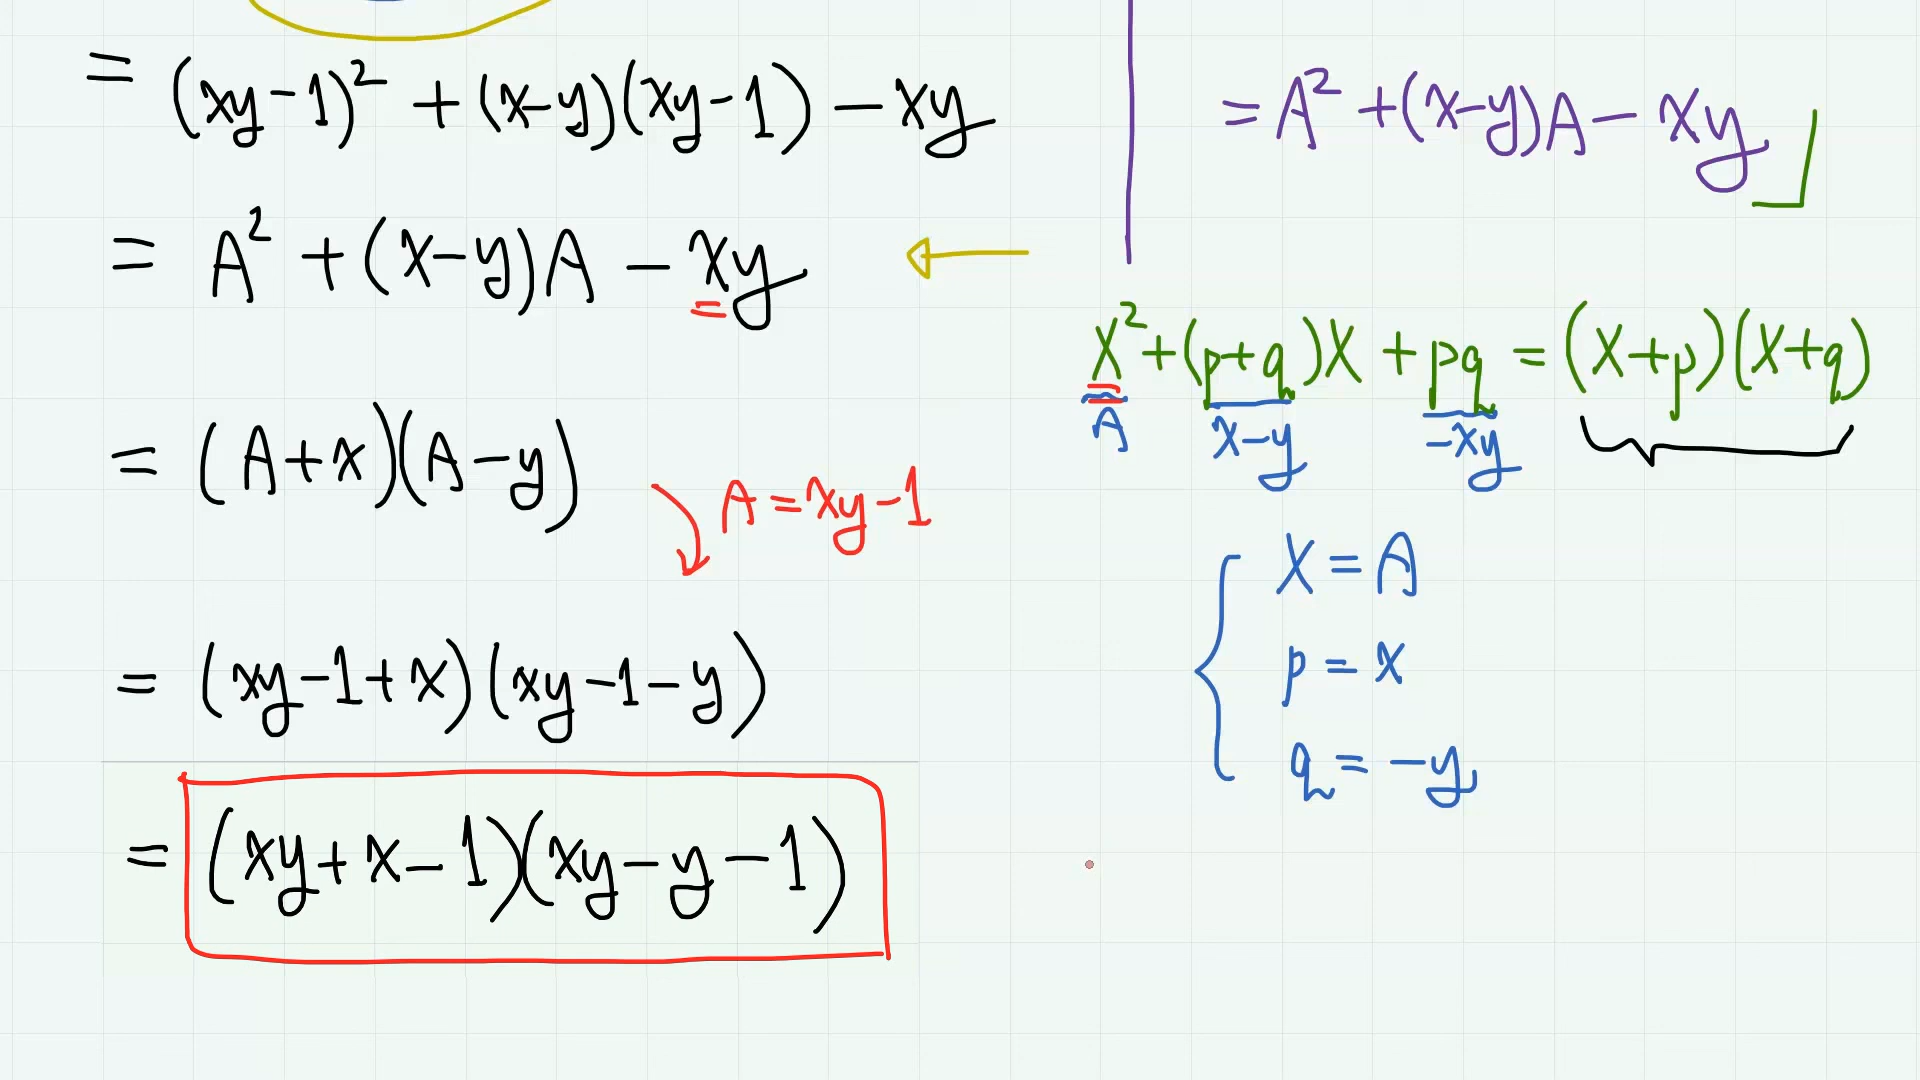 = (xy-1)² + (x-y)(xy-1) - xy
= A² + (x-y)A - xy
= (A+x)(A-y)
A = xy-1
= (xy-1+x)(xy-1-y)
= (xy+x-1)(xy-y-1)
= A² + (x-y)A - xy
X² + (p+q)X + pq = (X+p)(X+q)
A x-y -xy
X = A
p = x
q = -y